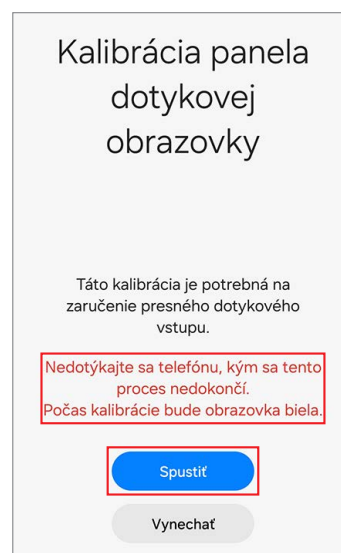 Kalibrácia panela
dotykovej
obrazovky
Táto kalibrácia je potrebná na
zaručenie presného dotykového
vstupu.
Nedotýkajte sa telefónu, kým sa tento
proces nedokončí.
Počas kalibrácie bude obrazovka biela.
Spustiť
Vynechať